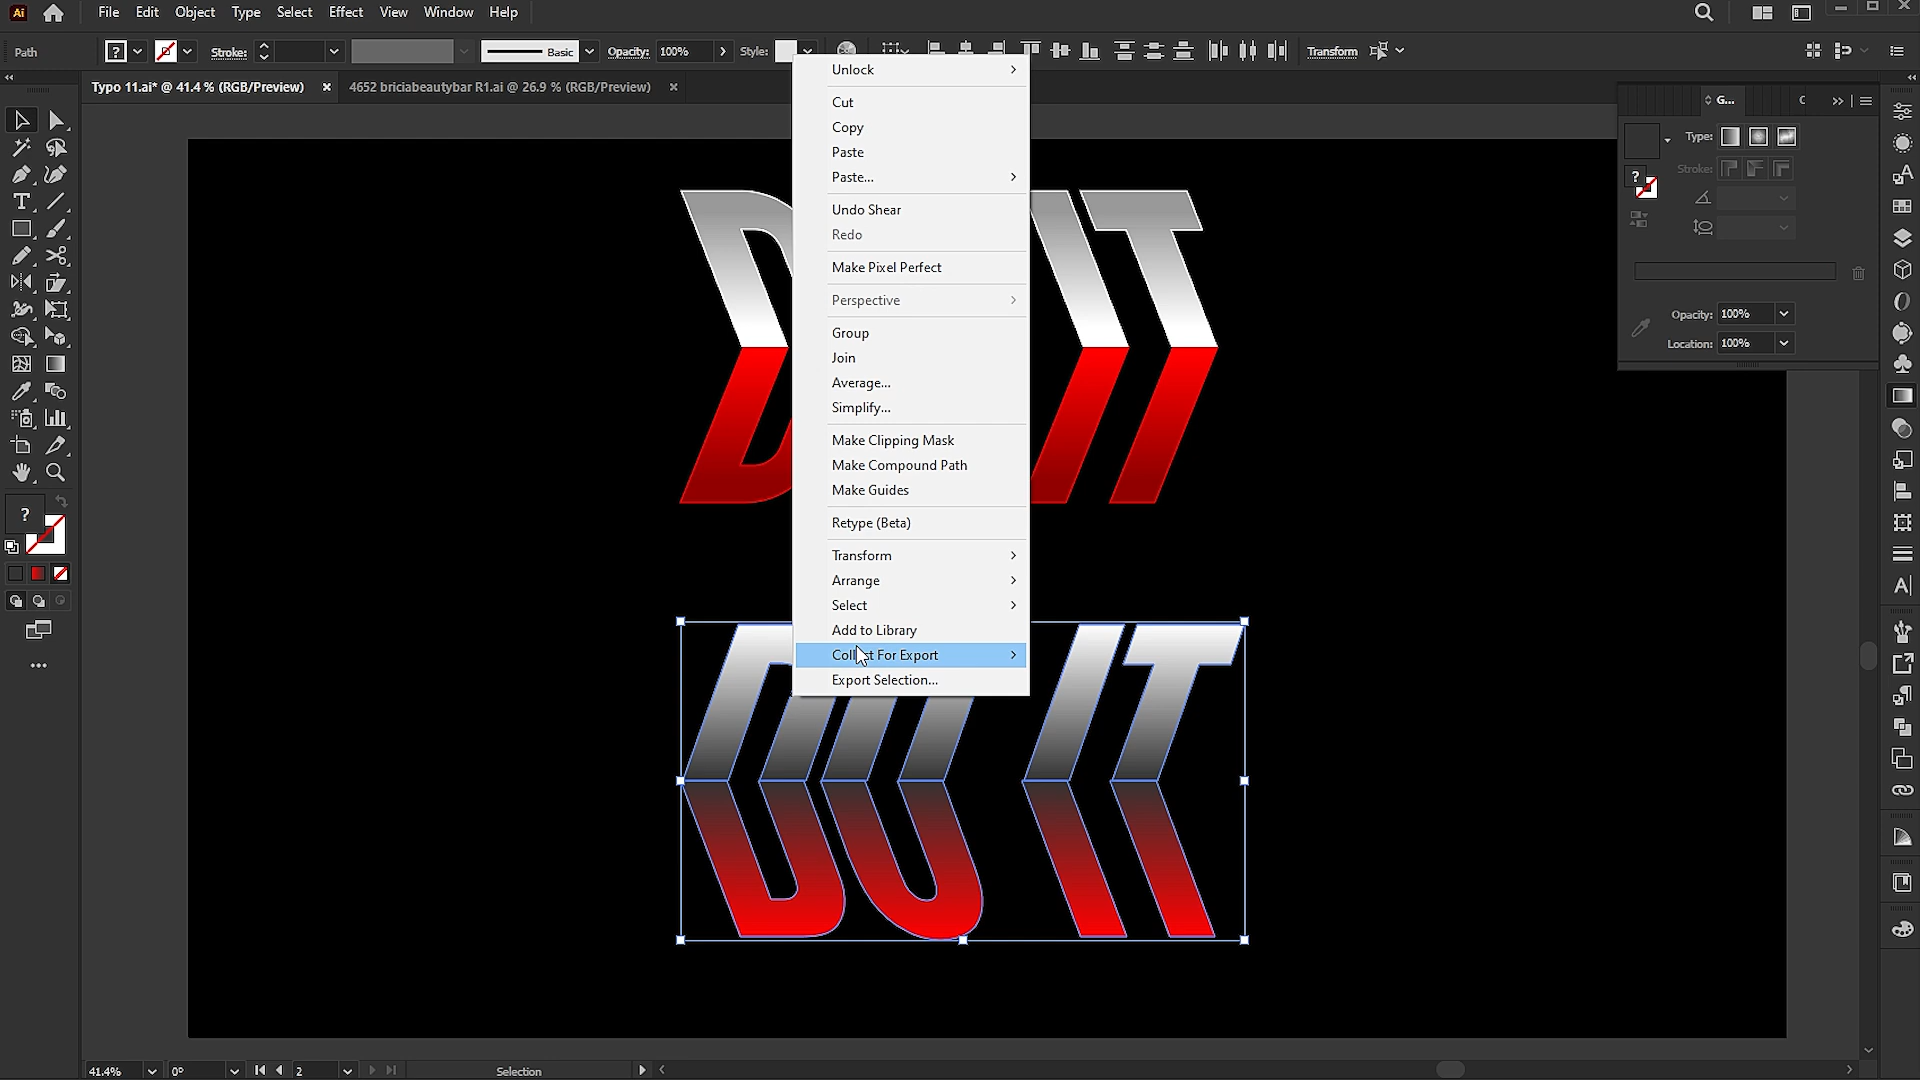 Ai File Edit Object Type Select Effect View Window Help
Path ? Stroke: Basic Opacity: 100% Style: Transform
Typo 11.ai* @ 41.4 % (RGB/Preview) × 4652 briciabeautybar R1.ai @ 26.9 % (RGB/Preview) ×
G...
Type:
Stroke:
?
Opacity: 100%
Location: 100%
Unlock
Cut
Copy
Paste
Paste...
Undo Shear
Redo
Make Pixel Perfect
Perspective
Group
Join
Average...
Simplify...
Make Clipping Mask
Make Compound Path
Make Guides
Retype (Beta)
Transform
Arrange
Select
Add to Library
Collect For Export
Export Selection...
?
D IT
DO IT
41.4% 0° 2 Selection